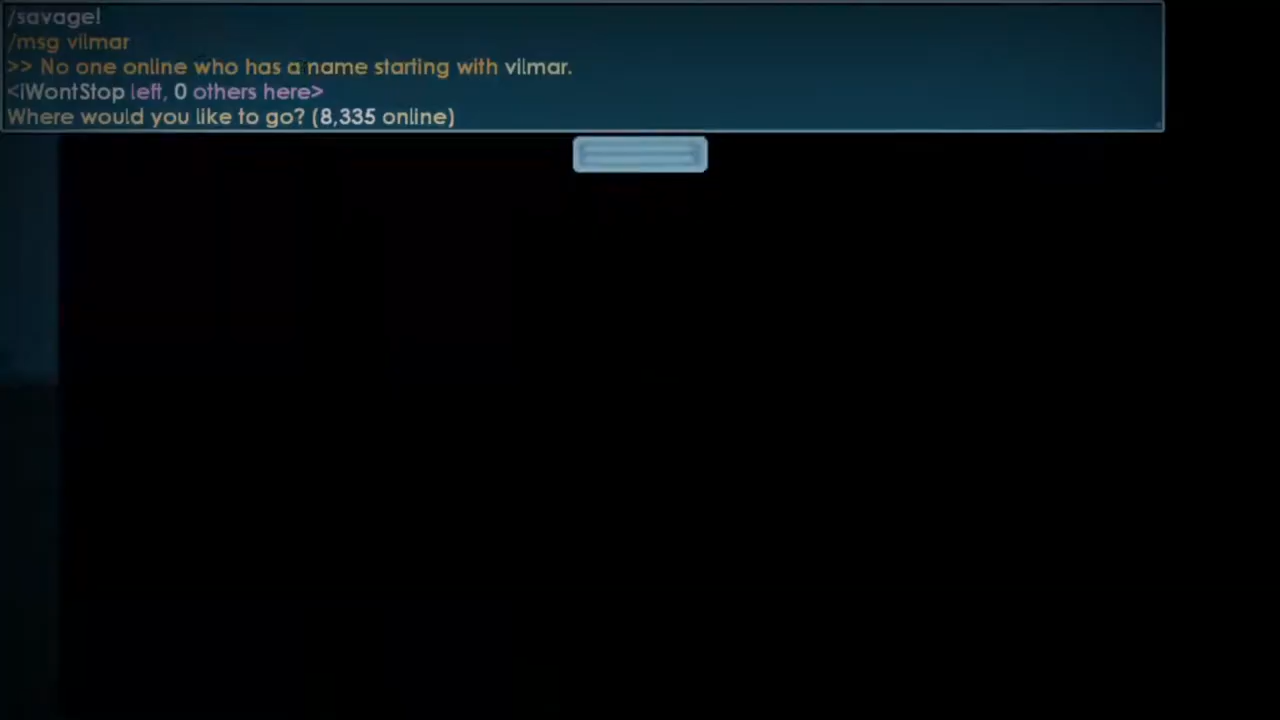 /savage!
/msg vilmar
>> No one online who has a name starting with vilmar.
<iWontStop left, 0 others here>
Where would you like to go? (8,335 online)